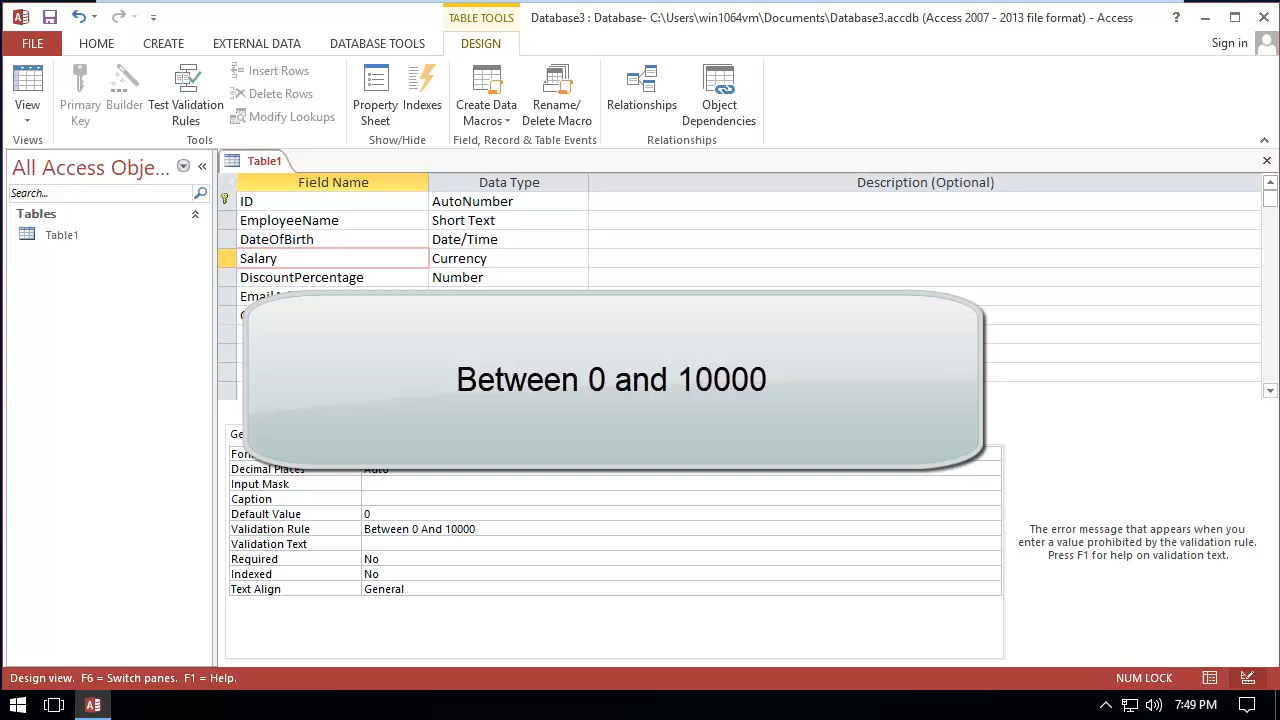 TABLE TOOLS
Database3 : Database- C:\Users\win1064vm\Documents\Database3.accdb (Access 2007 - 2013 file format) - Access
?
FILE HOME CREATE EXTERNAL DATA DATABASE TOOLS DESIGN
Sign in
View
Primary Key
Builder
Test Validation Rules
Insert Rows
Delete Rows
Modify Lookups
Property Sheet
Indexes
Create Data Macros
Rename/ Delete Macro
Relationships
Object Dependencies
Views Tools Show/Hide Field, Record & Table Events Relationships
All Access Obje...
Search...
Tables
Table1
Table1
Field Name Data Type Description (Optional)
ID AutoNumber
EmployeeName Short Text
DateOfBirth Date/Time
Salary Currency
DiscountPercentage Number
Between 0 and 10000
Decimal Places Auto
Input Mask
Caption
Default Value 0
Validation Rule Between 0 And 10000
Validation Text
Required No
Indexed No
Text Align General
The error message that appears when you
enter a value prohibited by the validation rule.
Press F1 for help on validation text.
Design view. F6 = Switch panes. F1 = Help.
NUM LOCK
7:49 PM